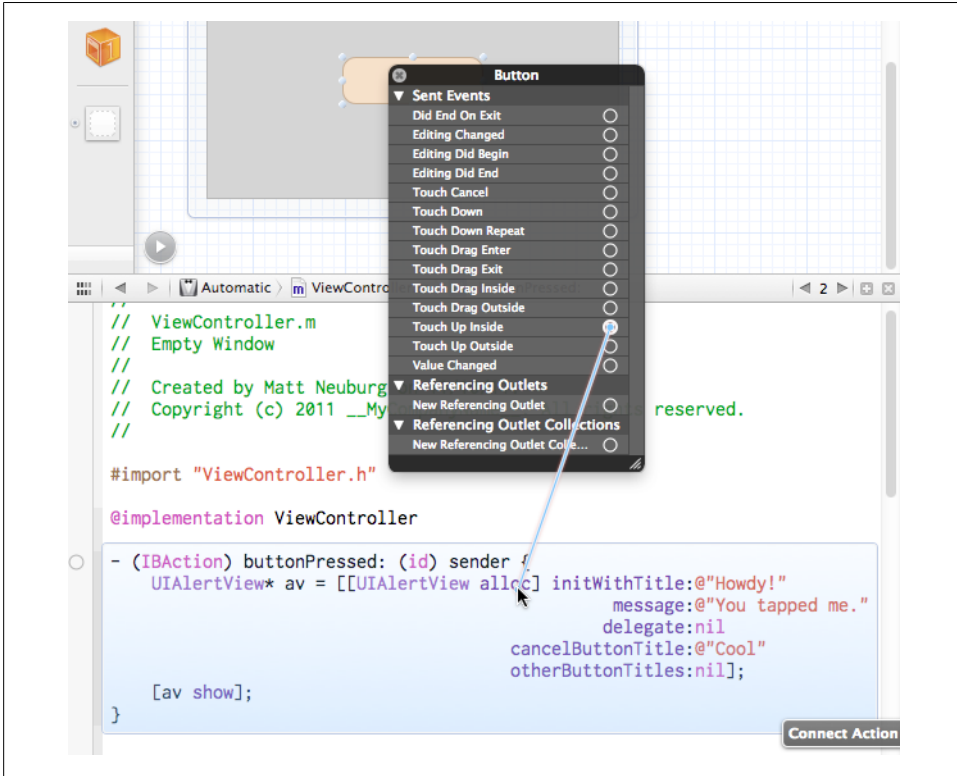 Button
Sent Events
Did End On Exit
Editing Changed
Editing Did Begin
Editing Did End
Touch Cancel
Touch Down
Touch Down Repeat
Touch Drag Enter
Touch Drag Exit
Touch Drag Inside
Touch Drag Outside
Touch Up Inside
Touch Up Outside
Value Changed
Referencing Outlets
New Referencing Outlet
Referencing Outlet Collections
New Referencing Outlet Colle...
Automatic m ViewContro 2
//
// ViewController.m
// Empty Window
//
// Created by Matt Neuburg
// Copyright (c) 2011 __My reserved.
//
#import "ViewController.h"
@implementation ViewController
- (IBAction) buttonPressed: (id) sender {
UIAlertView* av = [[UIAlertView alloc] initWithTitle:@"Howdy!"
message:@"You tapped me."
delegate:nil
cancelButtonTitle:@"Cool"
otherButtonTitles:nil];
[av show];
}
Connect Action